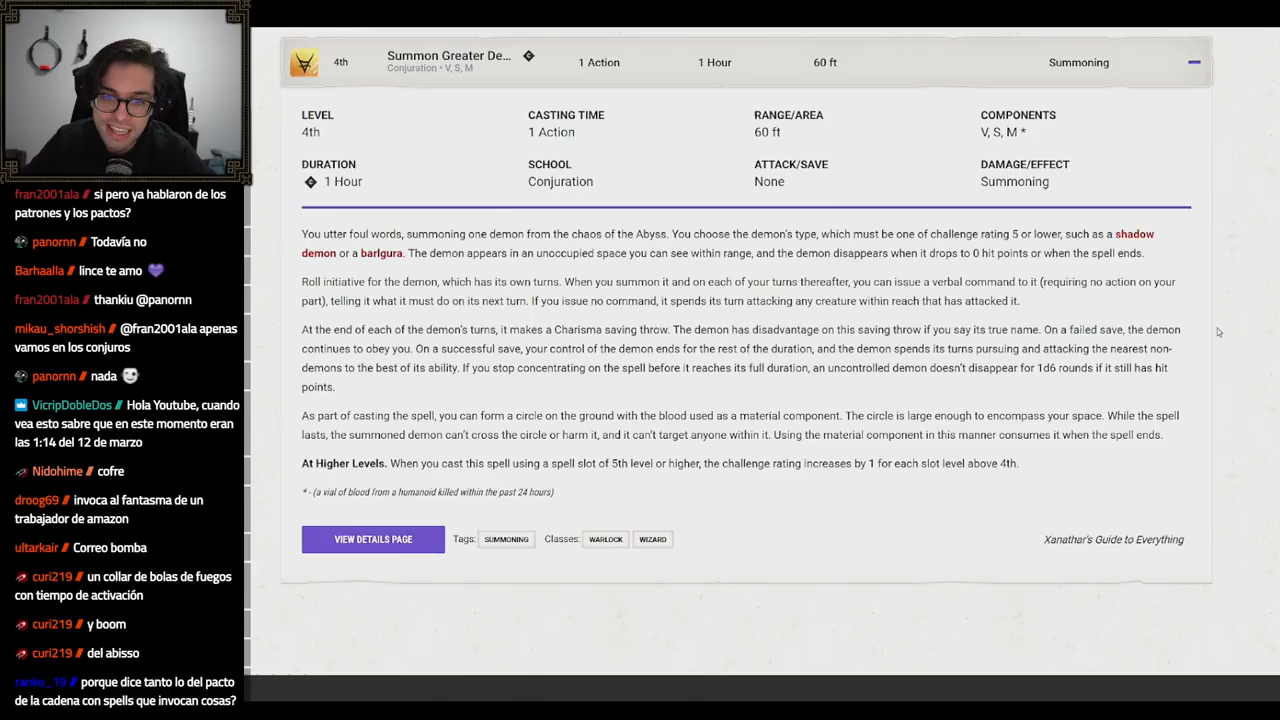 fran2001ala // si pero ya hablaron de los
patrones y los pactos?
panornn // Todavía no
Barhaalla // lince te amo
fran2001ala // thankiu @panornn
mikau_shorshish // @fran2001ala apenas
vamos en los conjuros
panornn // nada
VicripDobleDos // Hola Youtube, cuando
vea esto sabre que en este momento eran
las 1:14 del 12 de marzo
Nidohime // cofre
droog69 // invoca al fantasma de un
trabajador de amazon
ultarkair // Correo bomba
curi219 // un collar de bolas de fuegos
con tiempo de activación
curi219 // y boom
curi219 // del abisso
ranko_19 // porque dice tanto lo del pacto
de la cadena con spells que invocan cosas?
4th
Summon Greater De...
Conjuration • V, S, M
1 Action
1 Hour
60 ft
Summoning
LEVEL
4th
CASTING TIME
1 Action
RANGE/AREA
60 ft
COMPONENTS
V, S, M *
DURATION
1 Hour
SCHOOL
Conjuration
ATTACK/SAVE
None
DAMAGE/EFFECT
Summoning
You utter foul words, summoning one demon from the chaos of the Abyss. You choose the demon's type, which must be one of challenge rating 5 or lower, such as a shadow
demon or a barlgura. The demon appears in an unoccupied space you can see within range, and the demon disappears when it drops to 0 hit points or when the spell ends.
Roll initiative for the demon, which has its own turns. When you summon it and on each of your turns thereafter, you can issue a verbal command to it (requiring no action on your
part), telling it what it must do on its next turn. If you issue no command, it spends its turn attacking any creature within reach that has attacked it.
At the end of each of the demon's turns, it makes a Charisma saving throw. The demon has disadvantage on this saving throw if you say its true name. On a failed save, the demon
continues to obey you. On a successful save, your control of the demon ends for the rest of the duration, and the demon spends its turns pursuing and attacking the nearest non-
demons to the best of its ability. If you stop concentrating on the spell before it reaches its full duration, an uncontrolled demon doesn't disappear for 1d6 rounds if it still has hit
points.
As part of casting the spell, you can form a circle on the ground with the blood used as a material component. The circle is large enough to encompass your space. While the spell
lasts, the summoned demon can't cross the circle or harm it, and it can't target anyone within it. Using the material component in this manner consumes it when the spell ends.
At Higher Levels. When you cast this spell using a spell slot of 5th level or higher, the challenge rating increases by 1 for each slot level above 4th.
* - (a vial of blood from a humanoid killed within the past 24 hours)
VIEW DETAILS PAGE
Tags: SUMMONING
Classes: WARLOCK WIZARD
Xanathar's Guide to Everything